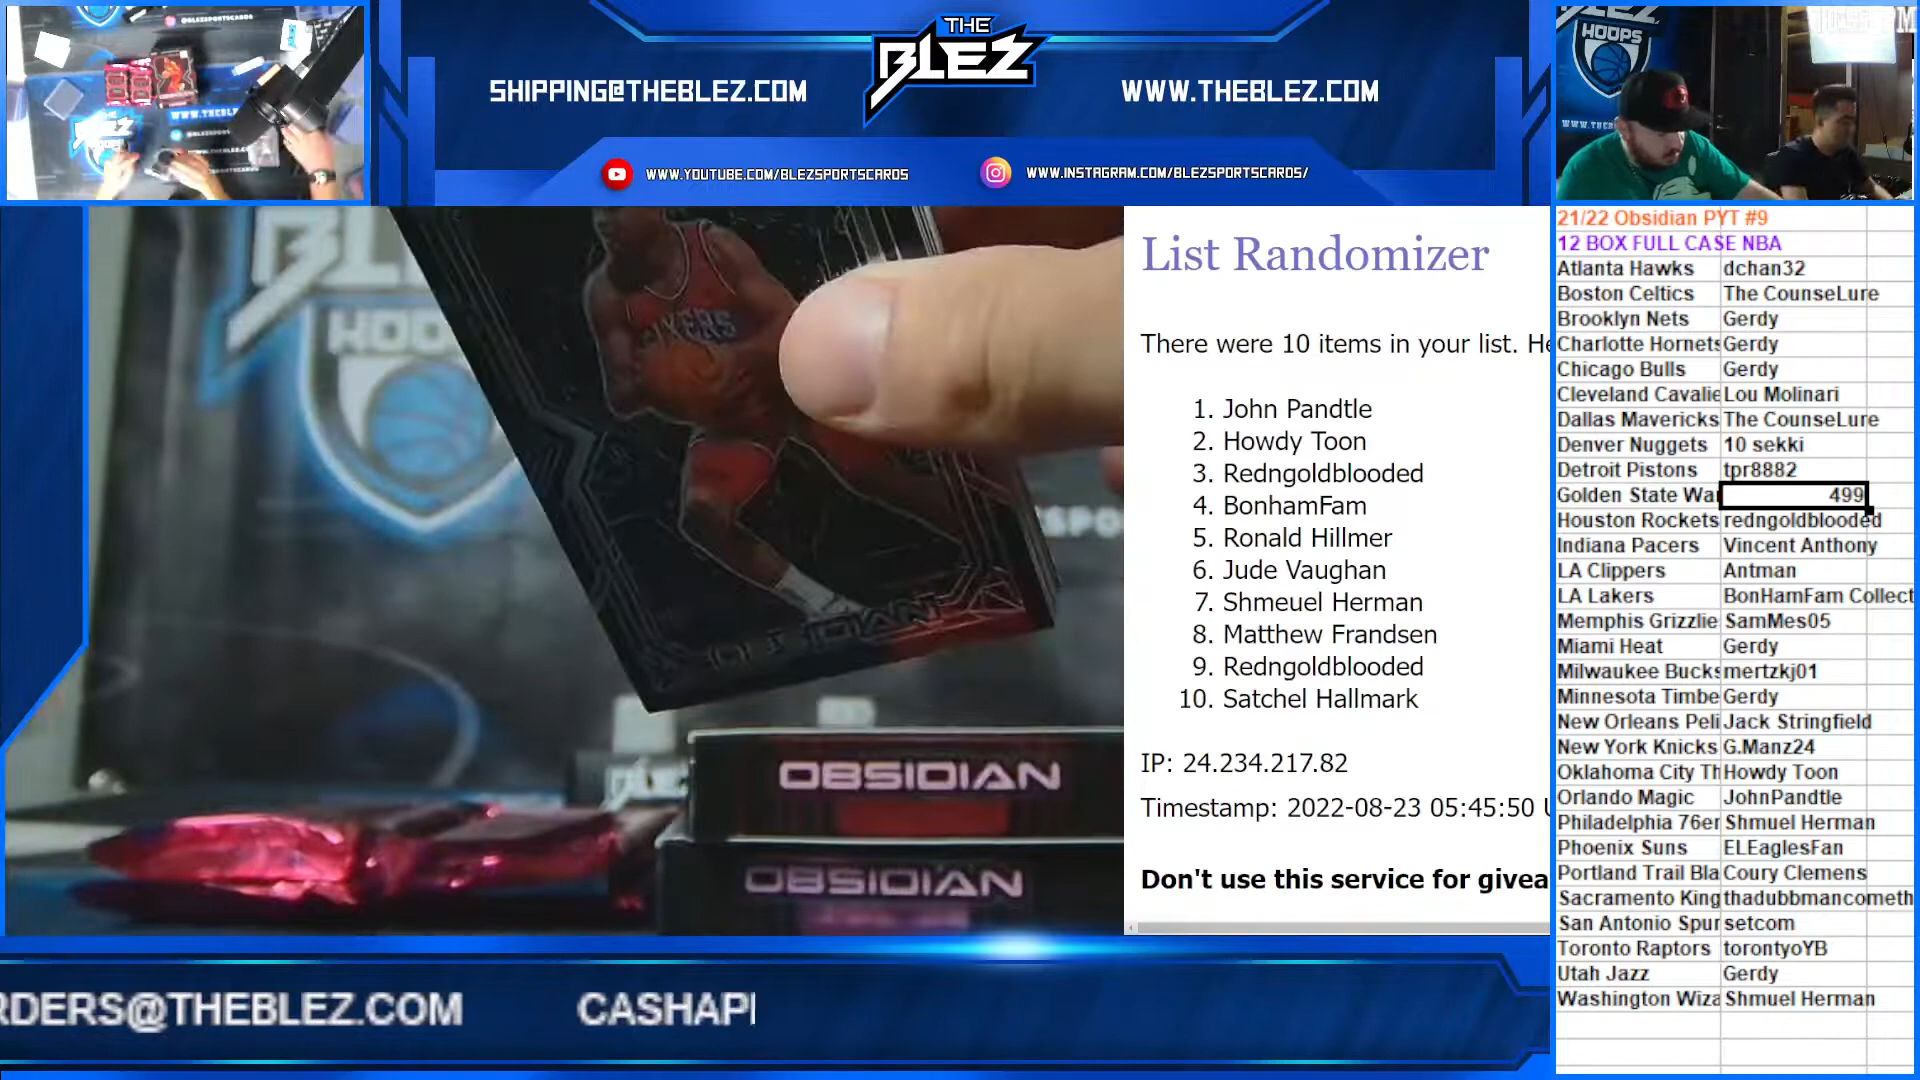 THE
BLEZ
SHIPPING@THEBLEZ.COM
WWW.THEBLEZ.COM
WWW.YOUTUBE.COM/BLEZSPORTSCARDS
WWW.INSTAGRAM.COM/BLEZSPORTSCARDS/
HOOPS
HOOPS
SIXERS
OBSIDIAN
OBSIDIAN
OBSIDIAN
List Randomizer
There were 10 items in your list. He
1. John Pandtle
2. Howdy Toon
3. Redngoldblooded
4. BonhamFam
5. Ronald Hillmer
6. Jude Vaughan
7. Shmeuel Herman
8. Matthew Frandsen
9. Redngoldblooded
10. Satchel Hallmark
IP: 24.234.217.82
Timestamp: 2022-08-23 05:45:50 U
Don't use this service for givea
21/22 Obsidian PYT #9
12 BOX FULL CASE NBA
Atlanta Hawks dchan32
Boston Celtics The CounseLure
Brooklyn Nets Gerdy
Charlotte Hornets Gerdy
Chicago Bulls Gerdy
Cleveland Cavalie Lou Molinari
Dallas Mavericks The CounseLure
Denver Nuggets 10 sekki
Detroit Pistons tpr8882
Golden State Wa 499
Houston Rockets redngoldblooded
Indiana Pacers Vincent Anthony
LA Clippers Antman
LA Lakers BonHamFam Collect
Memphis Grizzlie SamMes05
Miami Heat Gerdy
Milwaukee Bucks mertzkj01
Minnesota Timbe Gerdy
New Orleans Peli Jack Stringfield
New York Knicks G.Manz24
Oklahoma City Th Howdy Toon
Orlando Magic JohnPandtle
Philadelphia 76er Shmuel Herman
Phoenix Suns ELEaglesFan
Portland Trail Bla Coury Clemens
Sacramento King thadubbmancometh
San Antonio Spur setcom
Toronto Raptors torontyoYB
Utah Jazz Gerdy
Washington Wiza Shmuel Herman
RDERS@THEBLEZ.COM CASHAP